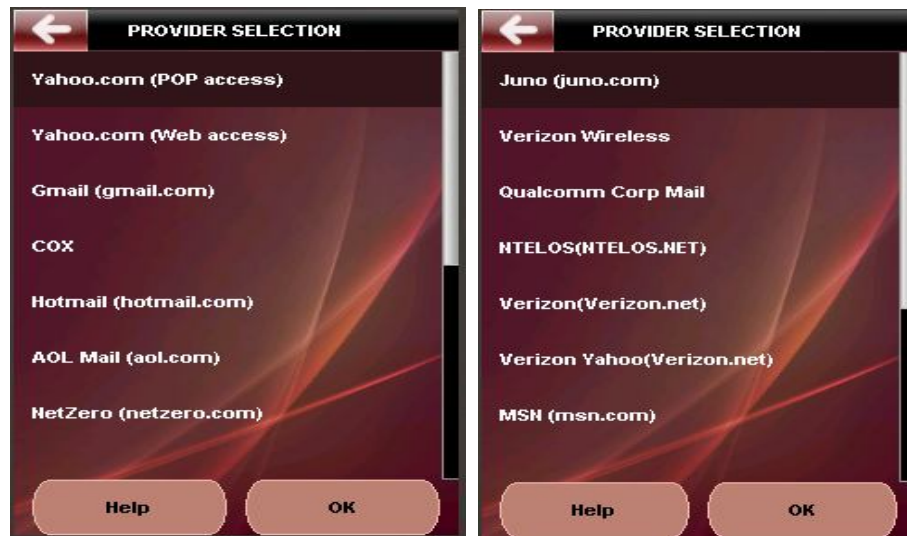 PROVIDER SELECTION
Yahoo.com (POP access)
Yahoo.com (Web access)
Gmail (gmail.com)
COX
Hotmail (hotmail.com)
AOL Mail (aol.com)
NetZero (netzero.com)
Help
OK
PROVIDER SELECTION
Juno (juno.com)
Verizon Wireless
Qualcomm Corp Mail
NTELOS(NTELOS.NET)
Verizon(Verizon.net)
Verizon Yahoo(Verizon.net)
MSN (msn.com)
Help
OK